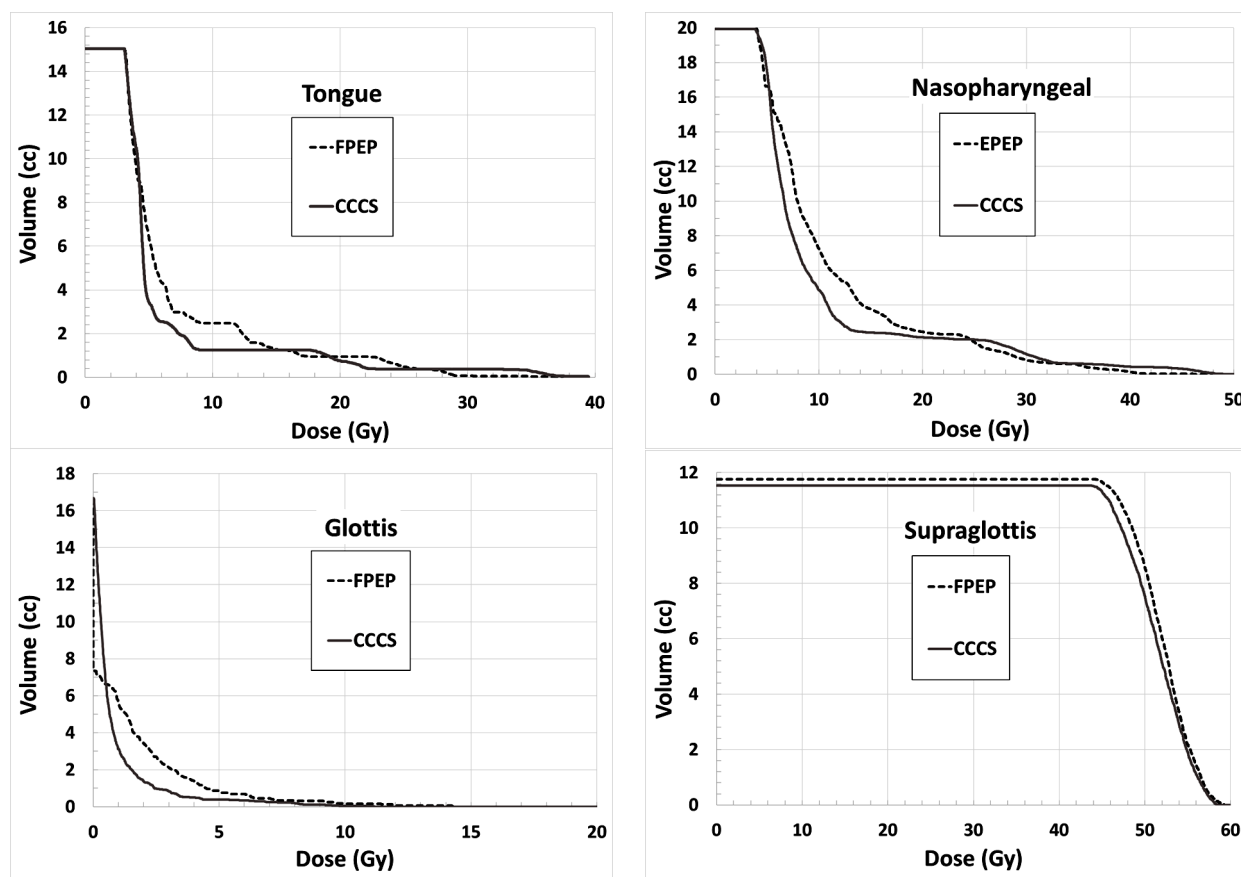 16
14
12
10
8
6
4
2
0
Volume (cc)
Tongue
FPEP
CCCS
0 10 20 30 40
Dose (Gy)
20
18
16
14
12
10
8
6
4
2
0
Volume (cc)
Nasopharyngeal
EPEP
CCCS
0 10 20 30 40 50
Dose (Gy)
18
16
14
12
10
8
6
4
2
0
Volume (cc)
Glottis
FPEP
CCCS
0 5 10 15 20
Dose (Gy)
12
10
8
6
4
2
0
Volume (cc)
Supraglottis
FPEP
CCCS
0 10 20 30 40 50 60
Dose (Gy)